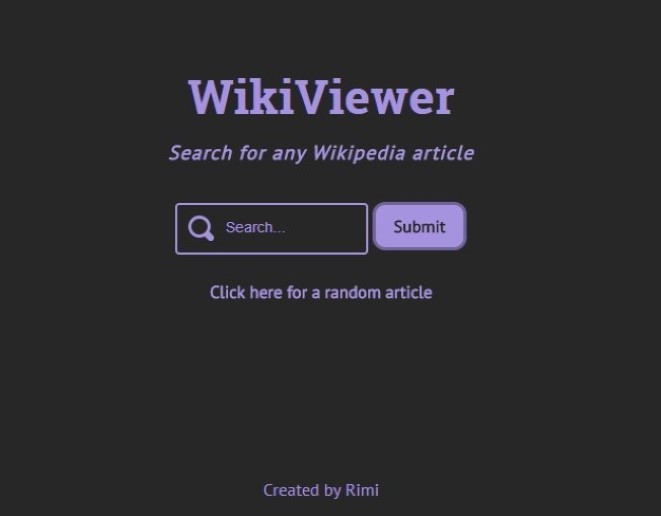 WikiViewer
Search for any Wikipedia article
Search... Submit
Click here for a random article
Created by Rimi